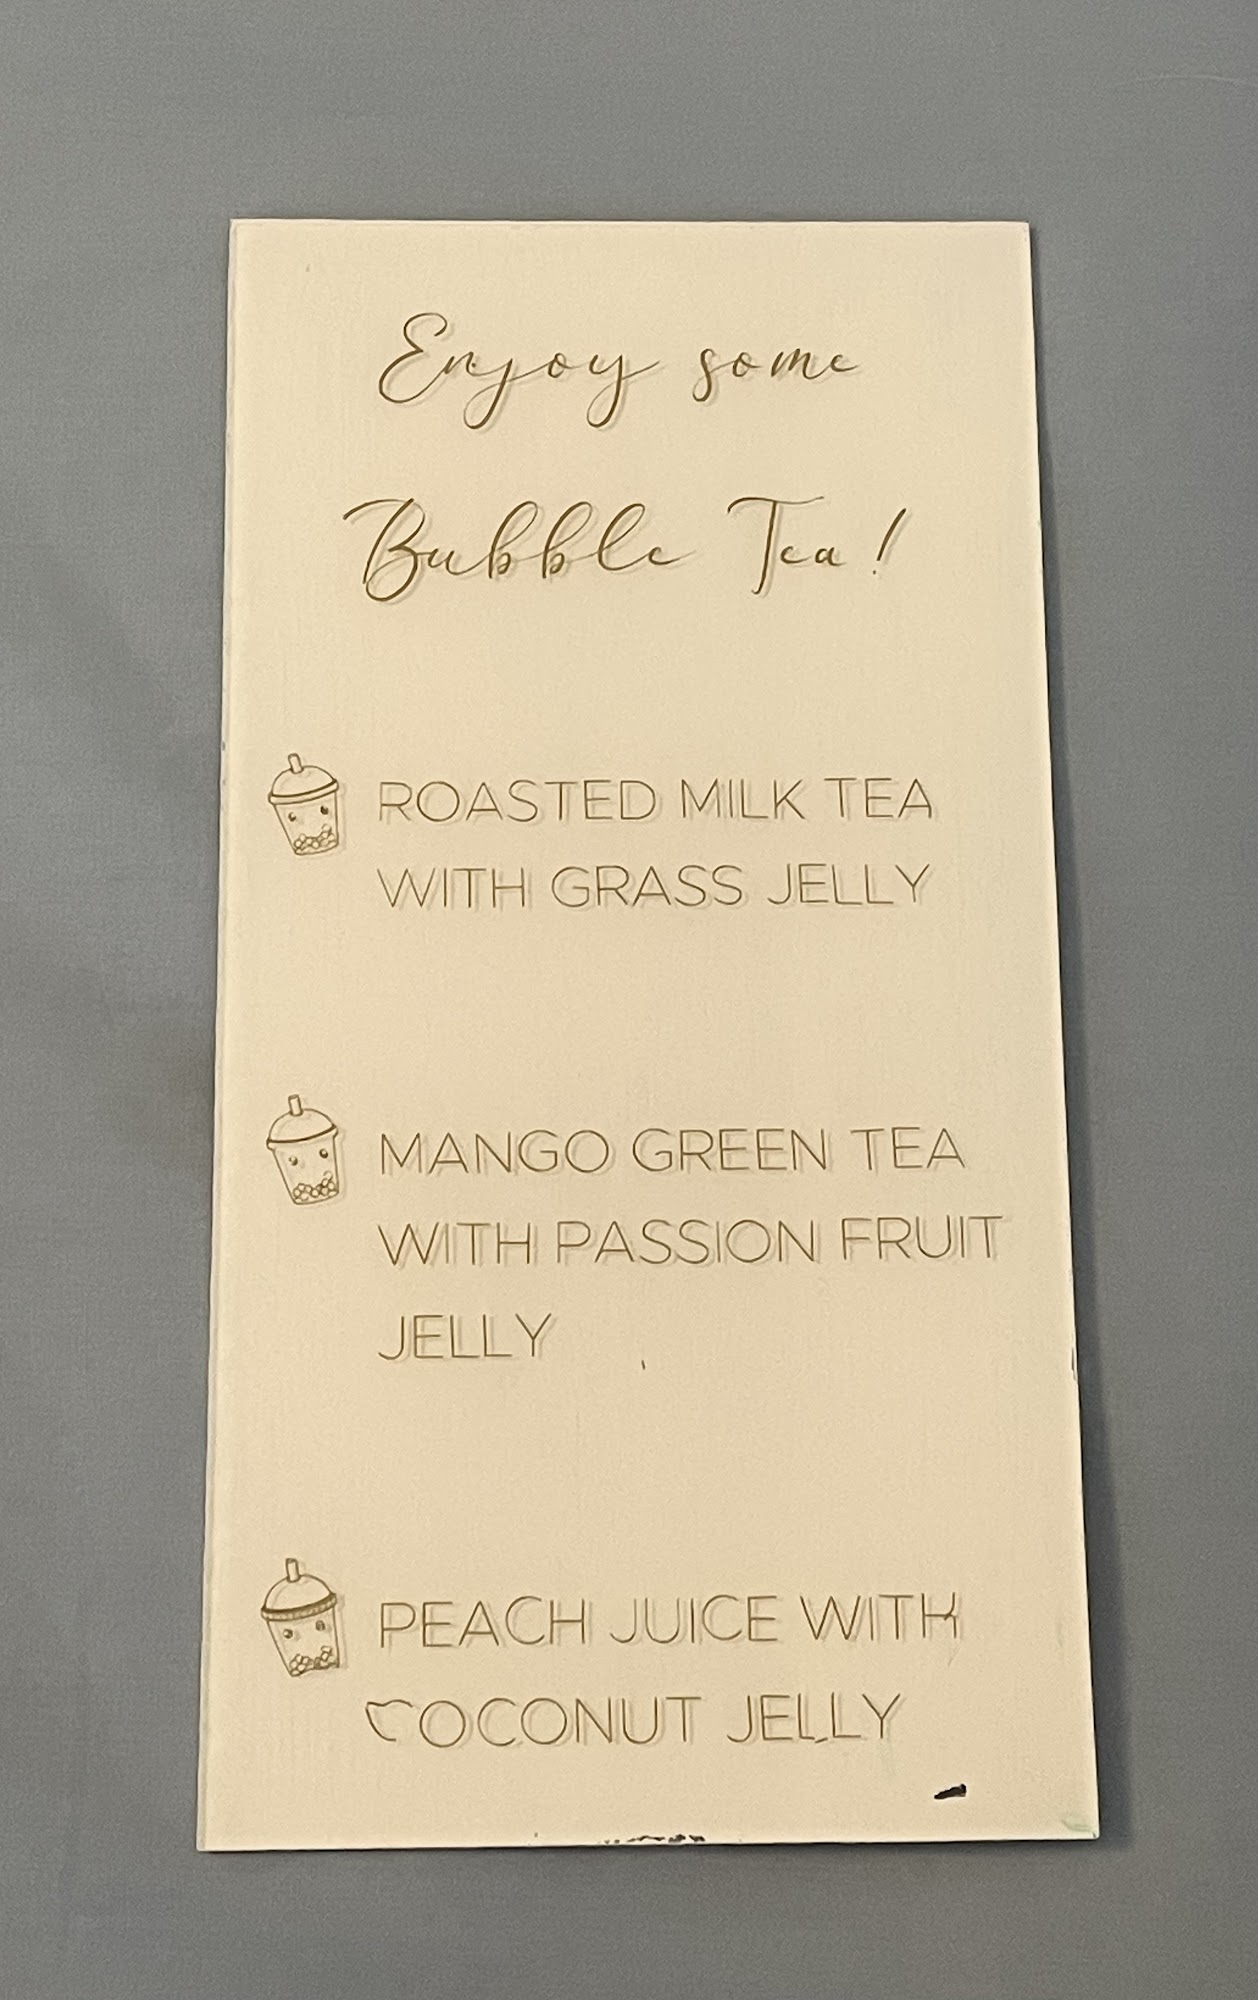 Enjoy some
Bubble Tea!
ROASTED MILK TEA
WITH GRASS JELLY
MANGO GREEN TEA
WITH PASSION FRUIT
JELLY
PEACH JUICE WITH
COCONUT JELLY